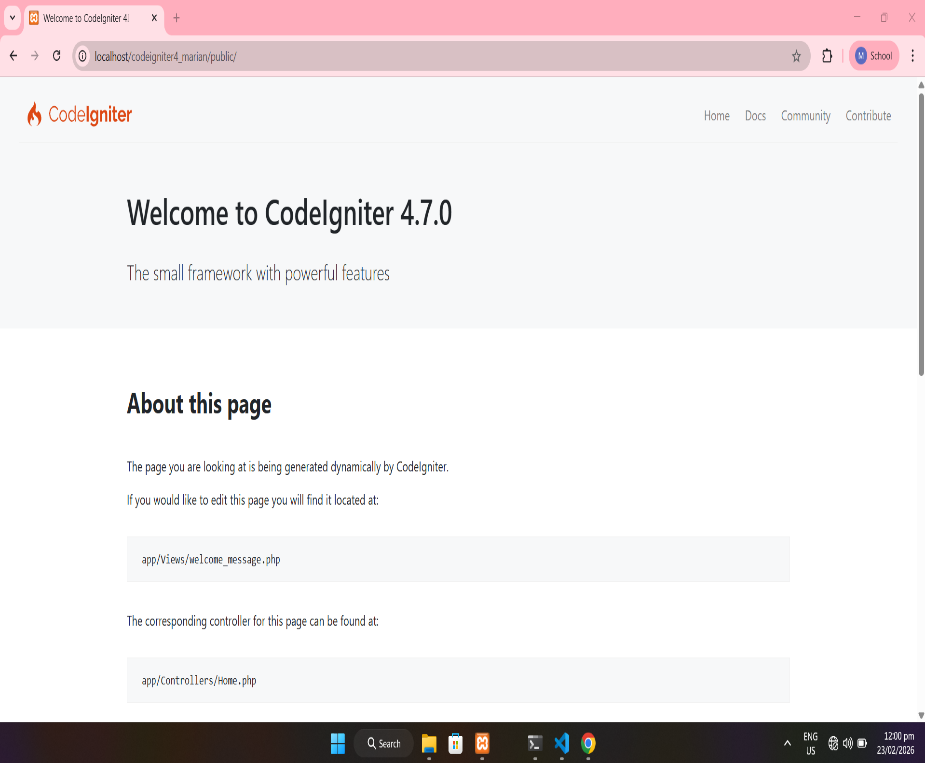 Welcome to CodeIgniter 4!
localhost/codeigniter4_marian/public/
M School
CodeIgniter
Home Docs Community Contribute
Welcome to CodeIgniter 4.7.0
The small framework with powerful features
About this page
The page you are looking at is being generated dynamically by CodeIgniter.
If you would like to edit this page you will find it located at:
app/Views/welcome_message.php
The corresponding controller for this page can be found at:
app/Controllers/Home.php
Search
ENG
US
12:00 pm
23/02/2026